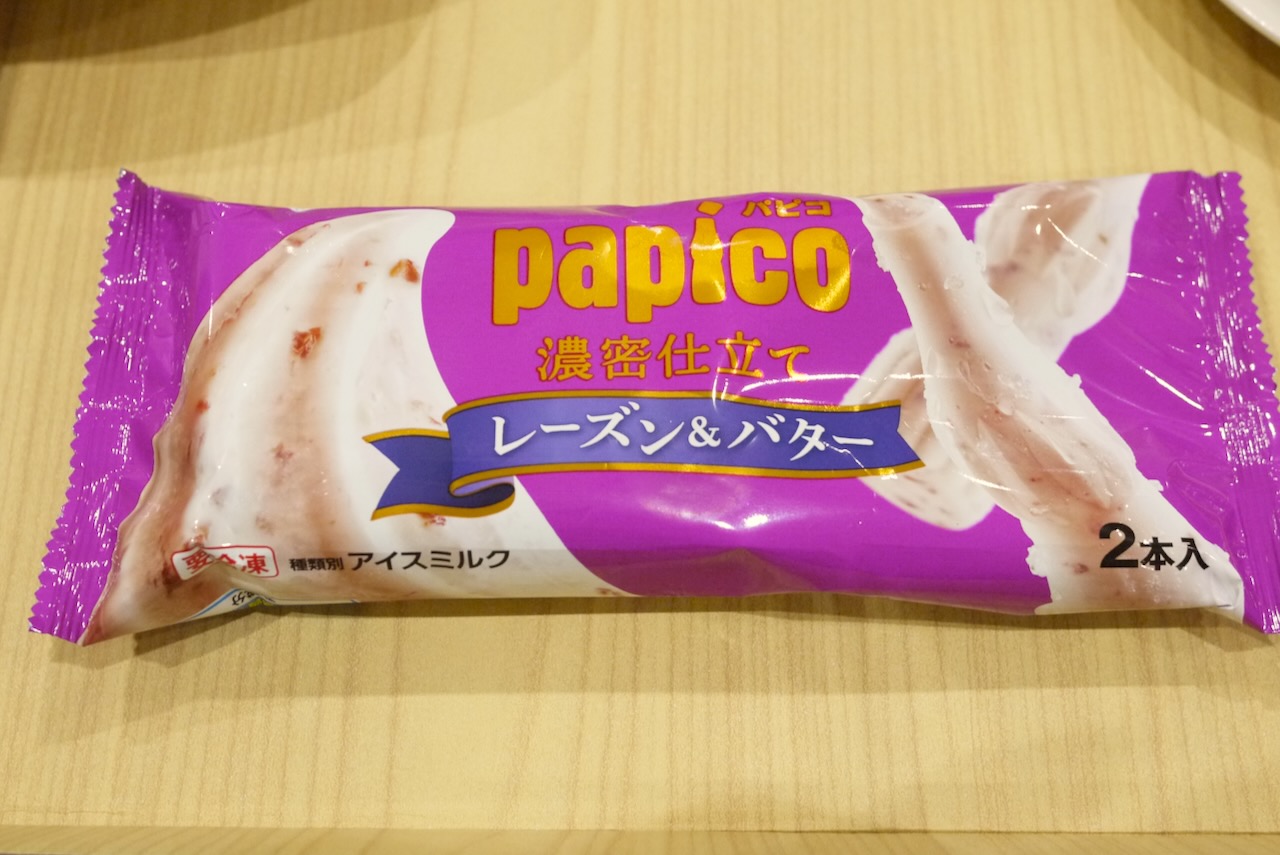 パピコ
papico
濃密仕立て
レーズン&バター
要冷凍
種類別 アイスミルク
2本入